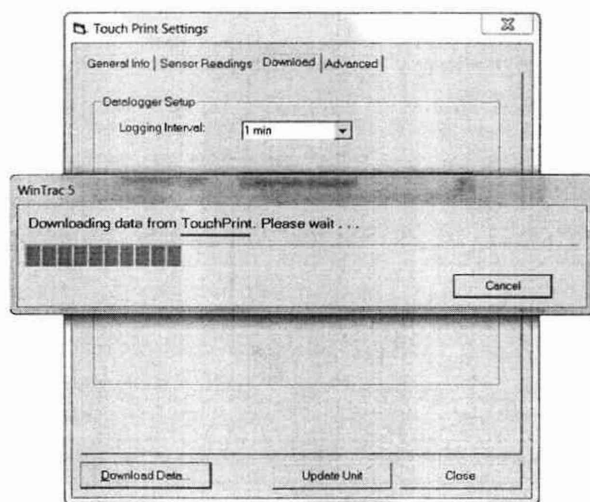 Touch Print Settings
General Info Sensor Readings Download Advanced
Datalogger Setup
Logging Interval: 1 min
WinTrac 5
Downloading data from TouchPrint. Please wait . . .
Cancel
Download Data... Update Unit Close